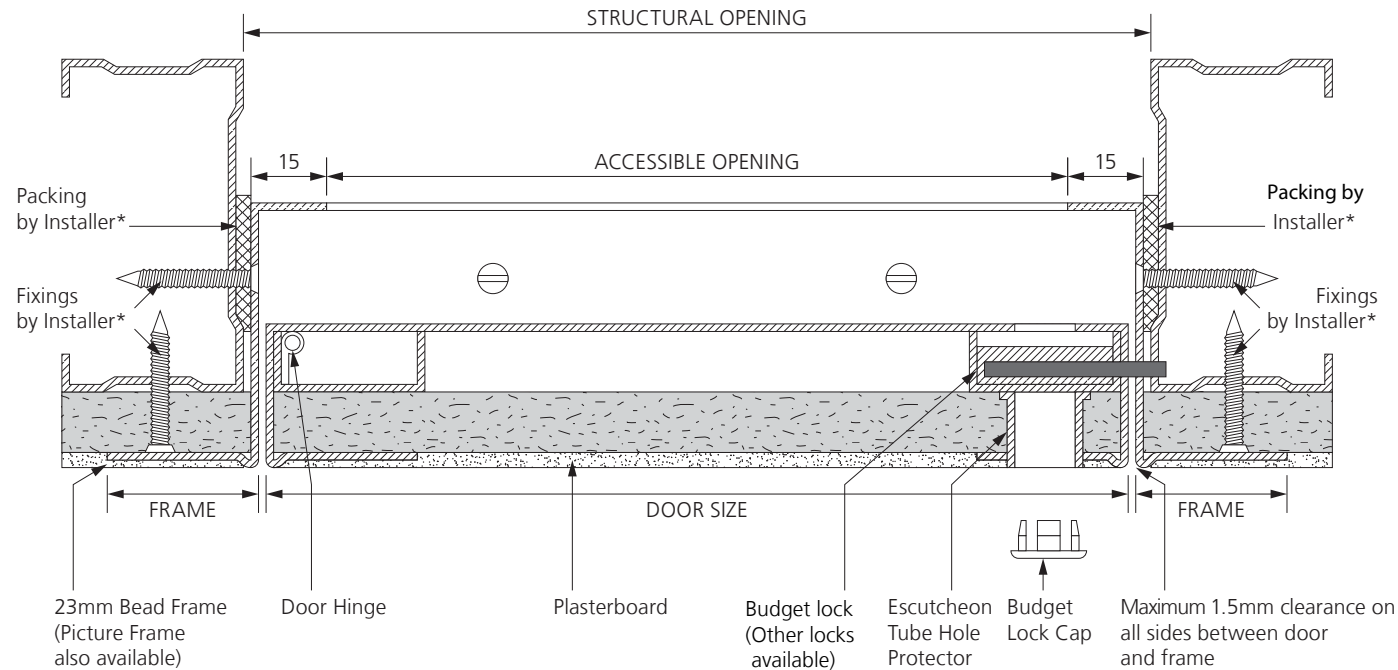 STRUCTURAL OPENING
15
ACCESSIBLE OPENING
15
Packing
by Installer*
Packing by
Installer*
Fixings
by Installer*
Fixings
by Installer*
FRAME
DOOR SIZE
FRAME
23mm Bead Frame
(Picture Frame
also available)
Door Hinge
Plasterboard
Budget lock
(Other locks
available)
Escutcheon
Tube Hole
Protector
Budget
Lock Cap
Maximum 1.5mm clearance on
all sides between door
and frame